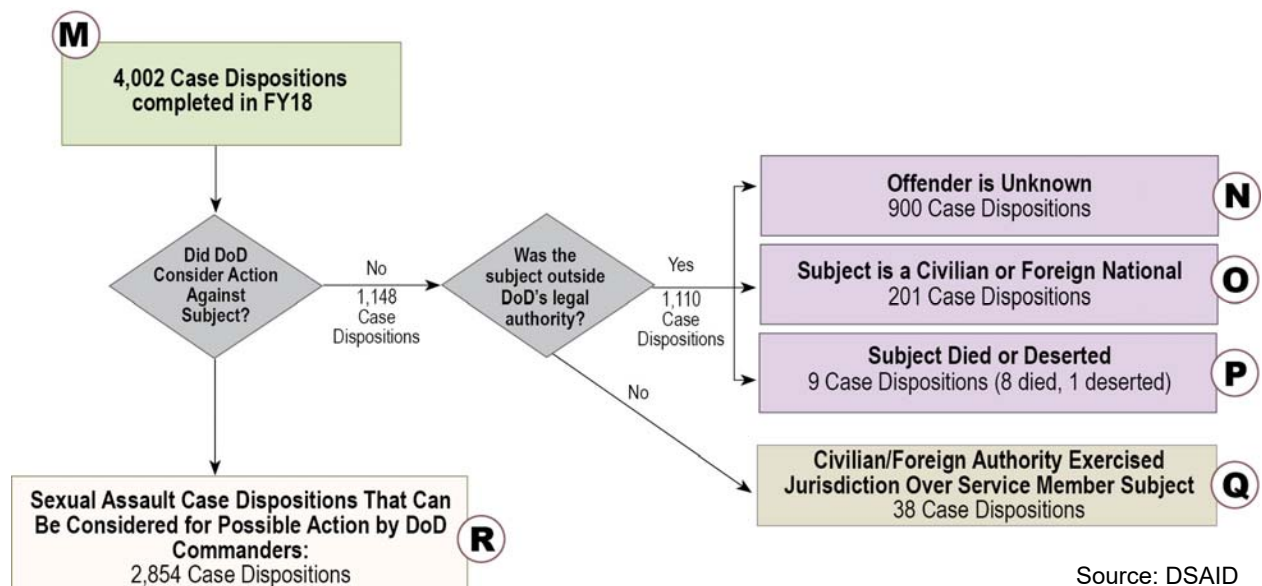 M
4,002 Case Dispositions
completed in FY18
Did DoD
Consider Action
Against
Subject?
No
1,148
Case
Dispositions
Was the
subject outside
DoD's legal
authority?
Yes
1,110
Case
Dispositions
Offender is Unknown
900 Case Dispositions
N
Subject is a Civilian or Foreign National
201 Case Dispositions
O
Subject Died or Deserted
9 Case Dispositions (8 died, 1 deserted)
P
No
Civilian/Foreign Authority Exercised
Jurisdiction Over Service Member Subject
38 Case Dispositions
Q
Sexual Assault Case Dispositions That Can
Be Considered for Possible Action by DoD
Commanders:
2,854 Case Dispositions
R
Source: DSAID